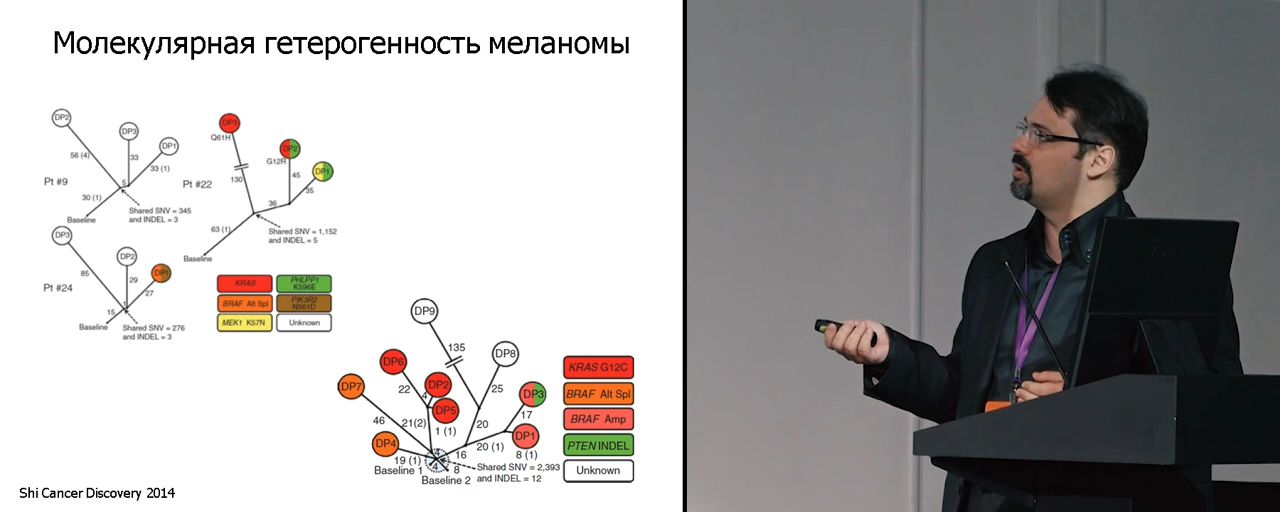 Молекулярная гетерогенность меланомы
DP2
DP3
DP1
56 (4)
33
33 (1)
5
Pt #9
30 (1)
Baseline
Shared SNV = 345
and INDEL = 3
DP3
Q61H
DP2
G12R
DP1
130
45
35
Pt #22
36
63 (1)
Shared SNV = 1,152
and INDEL = 5
Baseline
DP3
DP2
DP1
85
29
27
Pt #24
1
15
Baseline
Shared SNV = 276
and INDEL = 3
KRAS
PHLPP1
K596E
BRAF Alt Spl
PIK3R2
N561D
MEK1 K57N
Unknown
DP9
135
DP8
DP6
DP7
DP2
DP5
DP3
DP1
DP4
22
4
25
46
21(2)
1 (1)
17
20
20 (1)
8 (1)
19 (1)
4
16
4
8
Baseline 1
Baseline 2
Shared SNV = 2,393
and INDEL = 12
KRAS G12C
BRAF Alt Spl
BRAF Amp
PTEN INDEL
Unknown
Shi Cancer Discovery 2014